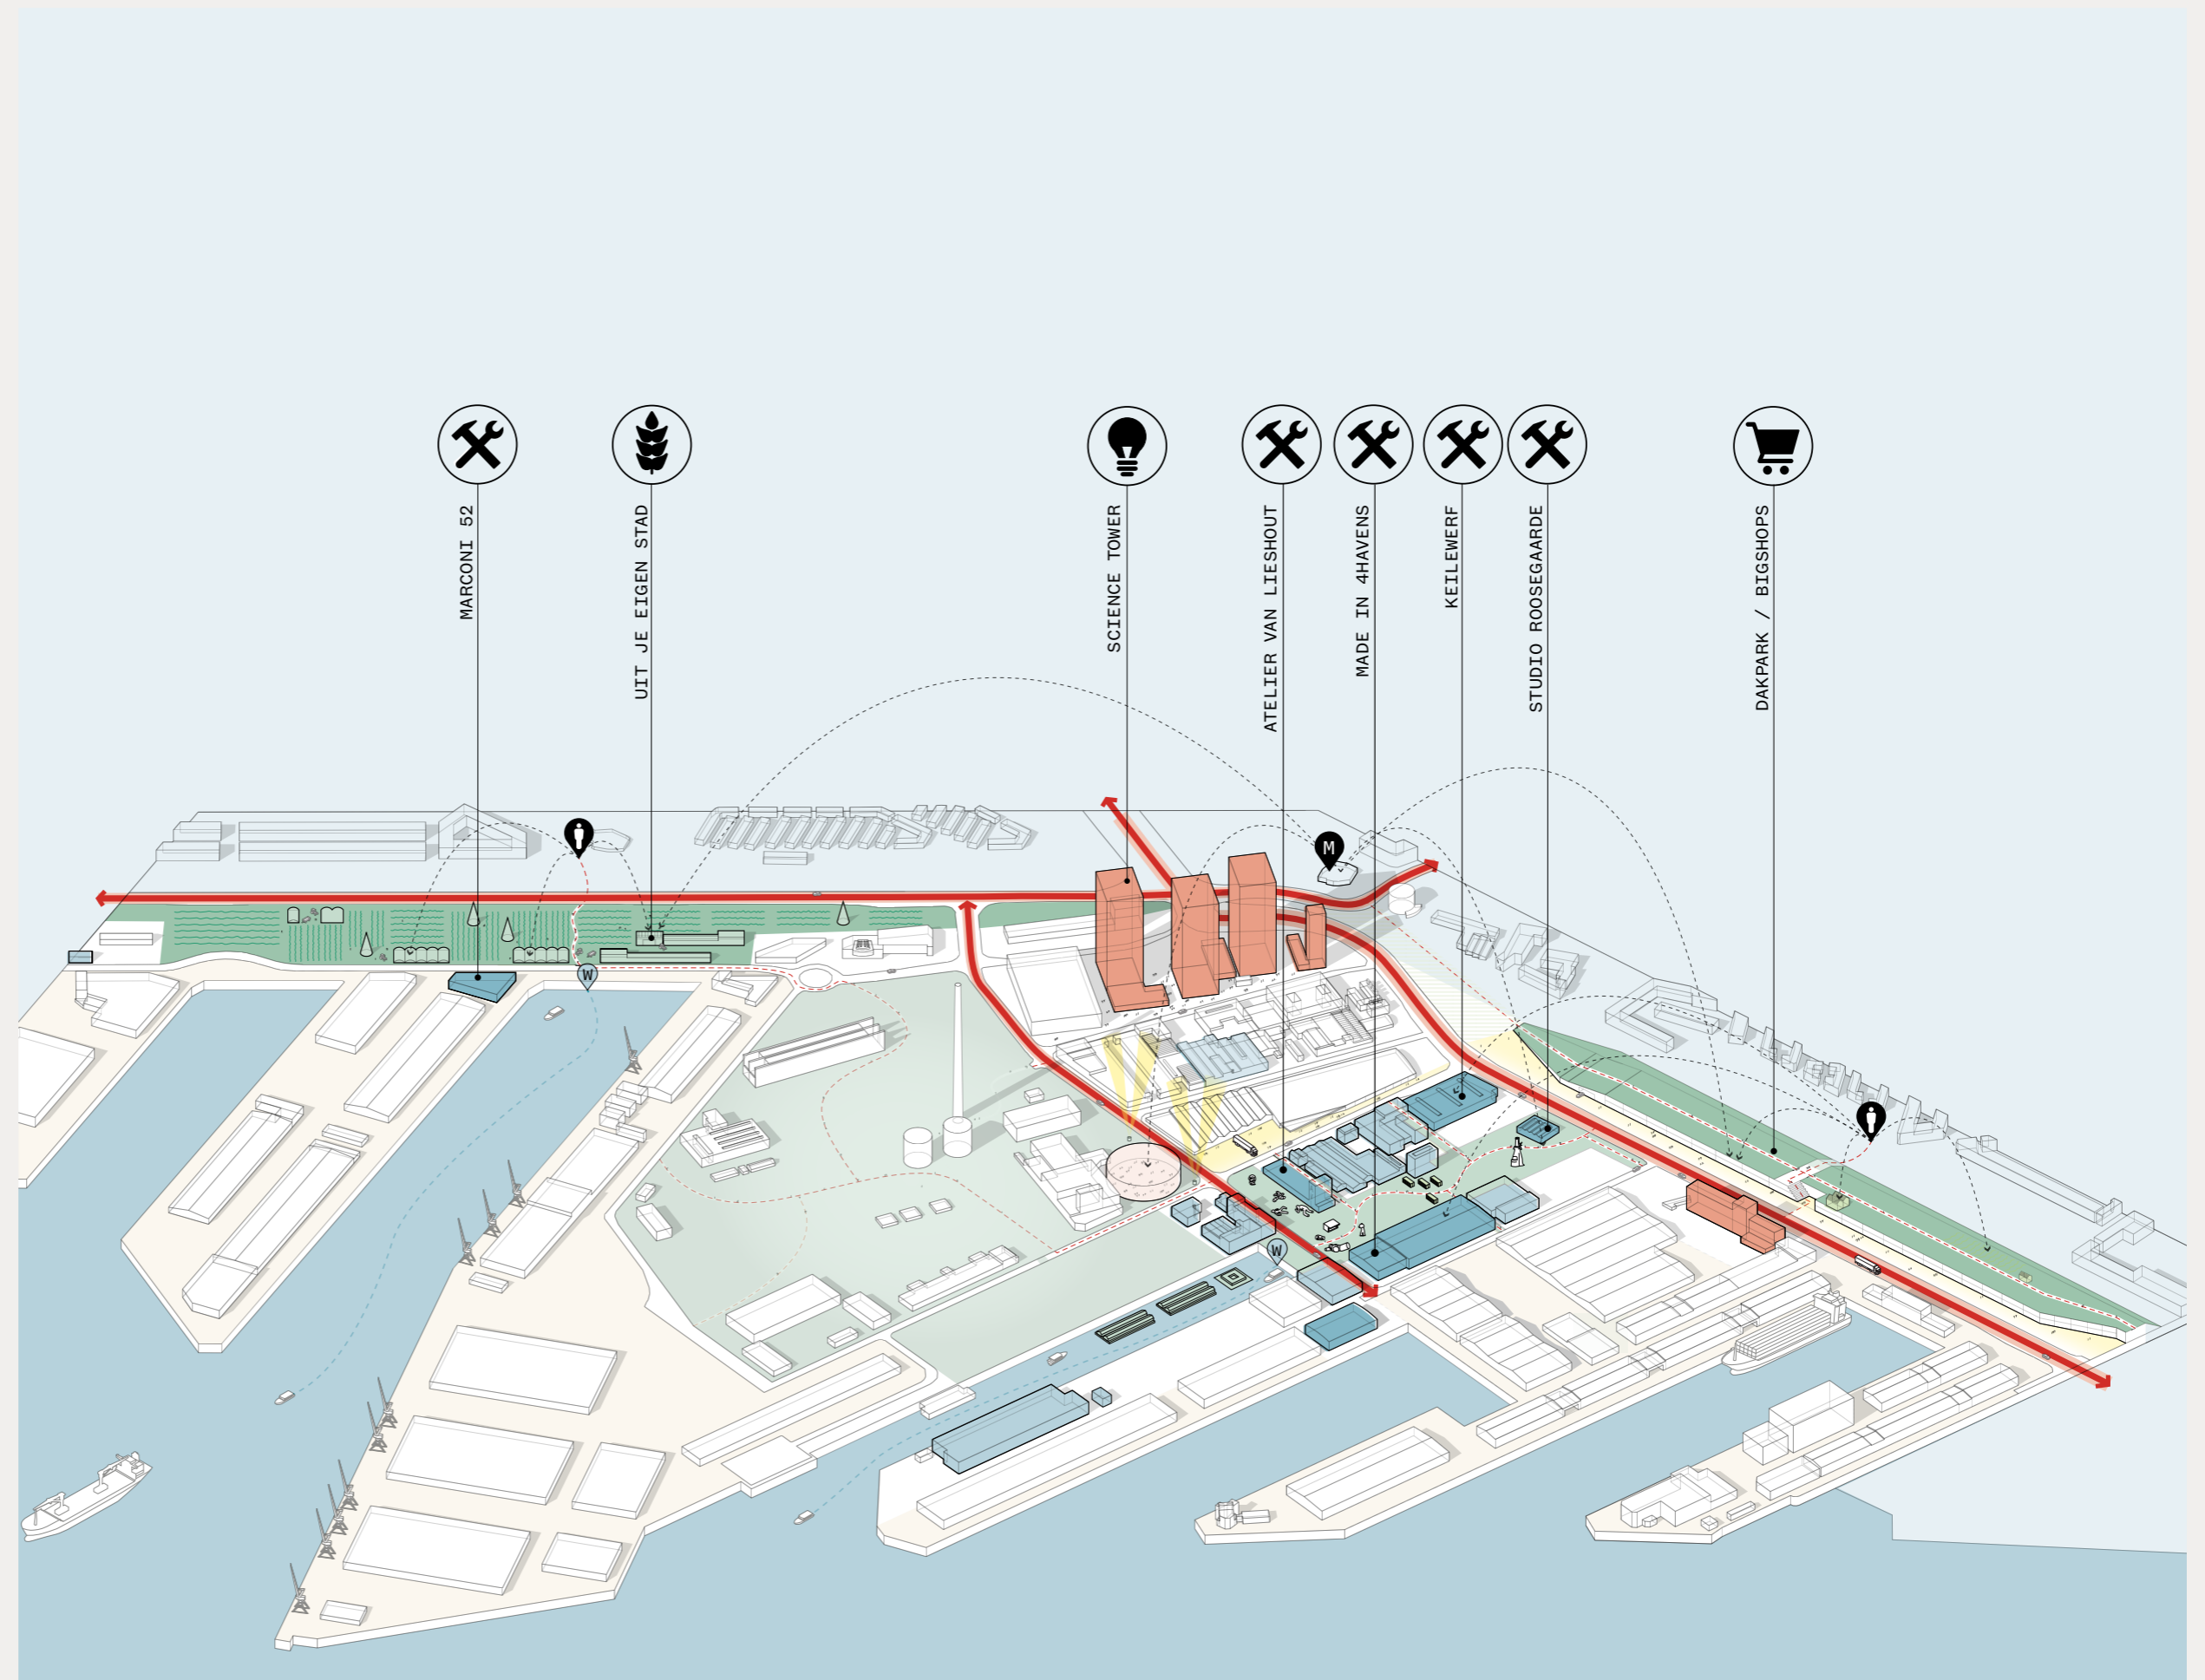 MARCONI 52
UIT JE EIGEN STAD
SCIENCE TOWER
ATELIER VAN LIESHOUT
MADE IN 4HAVENS
KEILEWERF
STUDIO ROOSEGAARDE
DAKPARK / BIGSHOPS
M
W
W